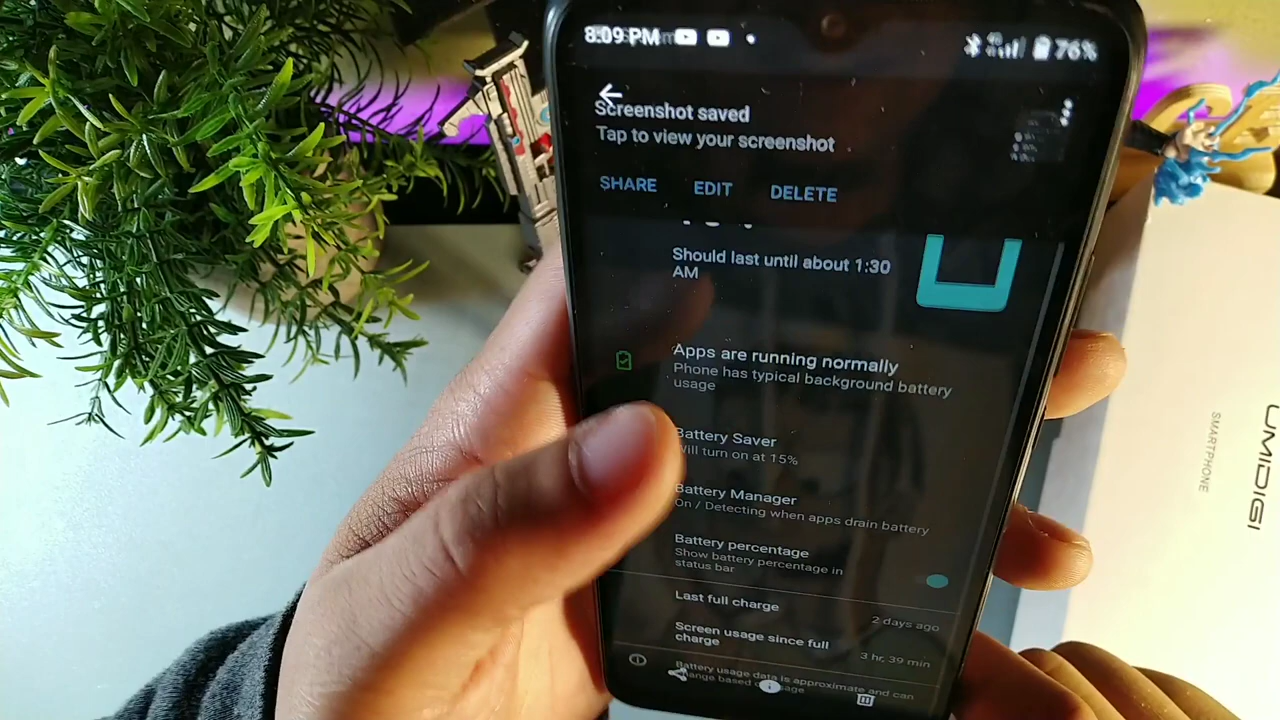 8:09 PM
76%
Screenshot saved
Tap to view your screenshot
SHARE EDIT DELETE
Should last until about 1:30
AM
Apps are running normally
Phone has typical background battery
usage
Battery Saver
Will turn on at 15%
Battery Manager
On / Detecting when apps drain battery
Battery percentage
Show battery percentage in
status bar
Last full charge
2 days ago
Screen usage since full
charge
3 hr, 39 min
Battery usage data is approximate and can
change based on usage
UMIDIGI
SMARTPHONE